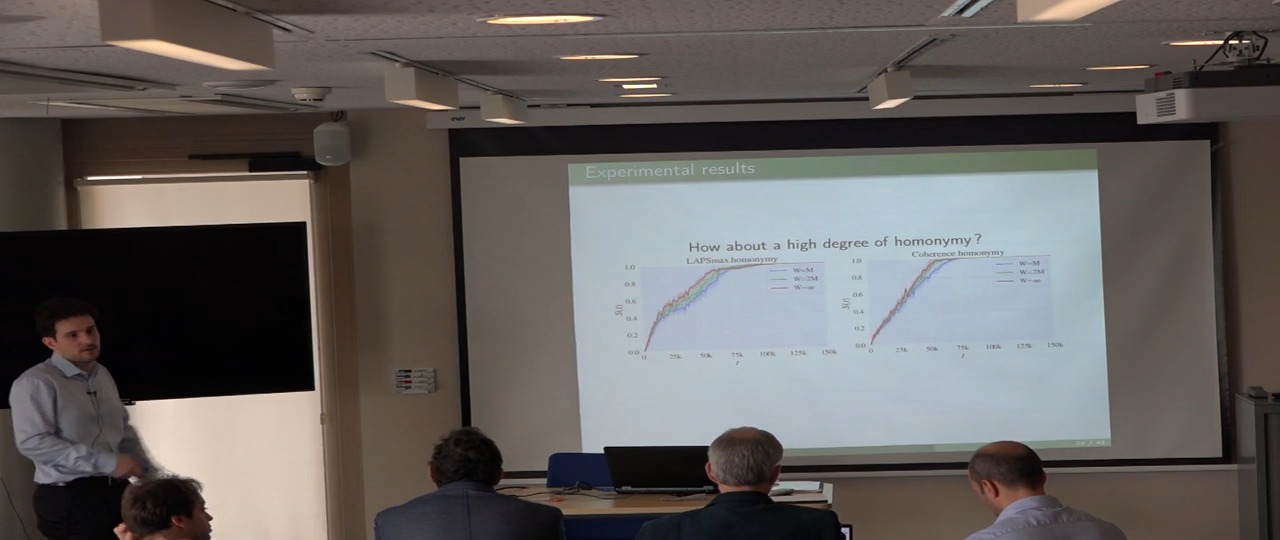 Experimental results
How about a high degree of homonymy?
LAPSmax homonymy
1.0
0.8
0.6
0.4
0.2
0.0
S(t)
W=M
W=2M
W=∞
0 25k 50k 75k 100k 125k 150k
t
Coherence homonymy
1.0
0.8
0.6
0.4
0.2
0.0
S(t)
W=M
W=2M
W=∞
0 25k 50k 75k 100k 125k 150k
t